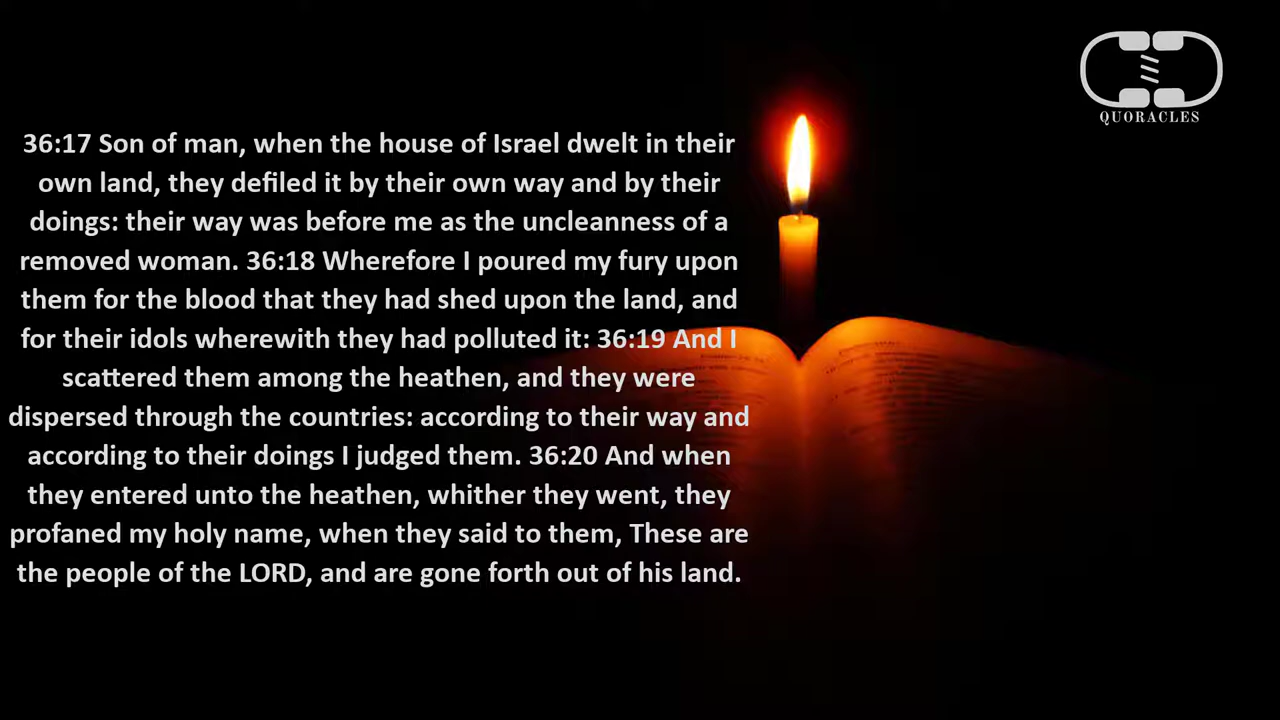 QUORACLES
36:17 Son of man, when the house of Israel dwelt in their
own land, they defiled it by their own way and by their
doings: their way was before me as the uncleanness of a
removed woman. 36:18 Wherefore I poured my fury upon
them for the blood that they had shed upon the land, and
for their idols wherewith they had polluted it: 36:19 And I
scattered them among the heathen, and they were
dispersed through the countries: according to their way and
according to their doings I judged them. 36:20 And when
they entered unto the heathen, whither they went, they
profaned my holy name, when they said to them, These are
the people of the LORD, and are gone forth out of his land.